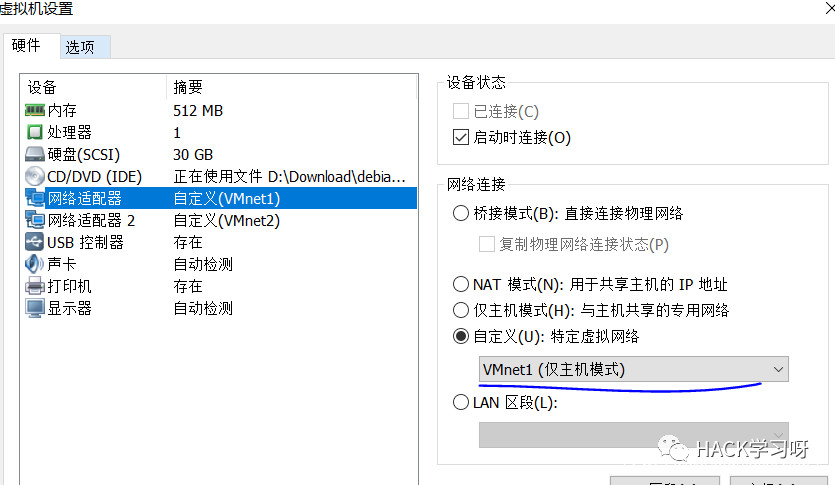 虚拟机设置
硬件
选项
设备 摘要
内存 512 MB
处理器 1
硬盘(SCSI) 30 GB
CD/DVD (IDE) 正在使用文件 D:\Download\debia...
网络适配器 自定义(VMnet1)
网络适配器 2 自定义(VMnet2)
USB 控制器 存在
声卡 自动检测
打印机 存在
显示器 自动检测
设备状态
已连接(C)
启动时连接(O)
网络连接
桥接模式(B): 直接连接物理网络
复制物理网络连接状态(P)
NAT 模式(N): 用于共享主机的 IP 地址
仅主机模式(H): 与主机共享的专用网络
自定义(U): 特定虚拟网络
VMnet1 (仅主机模式)
LAN 区段(L):
HACK学习呀